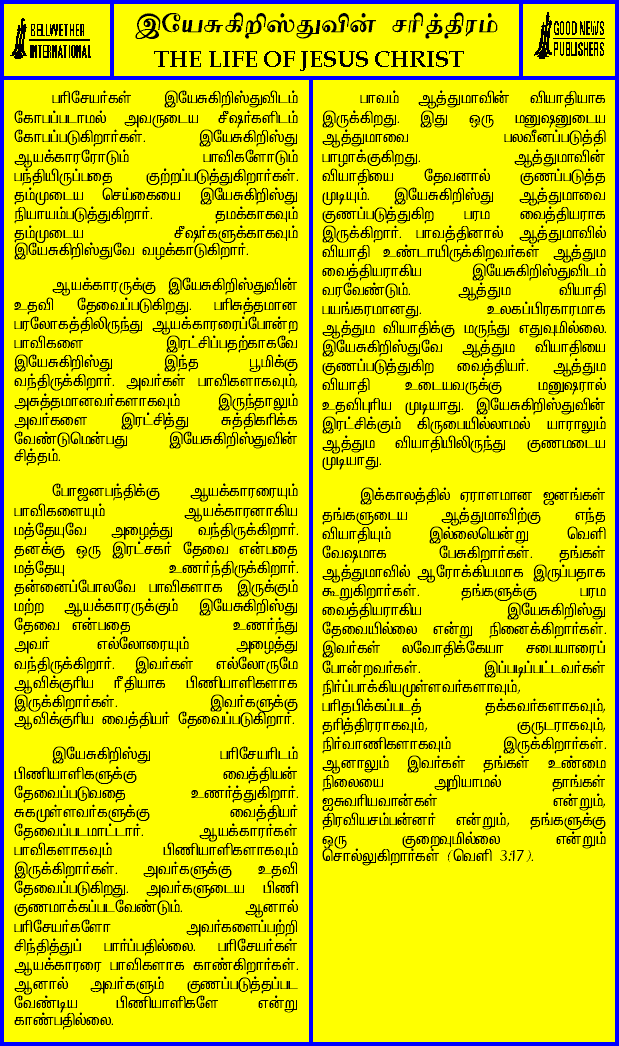 BELLWETHER
INTERNATIONAL
இயேசுகிறிஸ்துவின் சரித்திரம்
THE LIFE OF JESUS CHRIST
GOOD NEWS
PUBLISHERS
பரிசேயர்கள் இயேசுகிறிஸ்துவிடம்
கோபப்படாமல் அவருடைய சீஷர்களிடம்
கோபப்படுகிறார்கள். இயேசுகிறிஸ்து
ஆயக்காரரோடும் பாவிகளோடும்
பந்தியிருப்பதை குற்றப்படுத்துகிறார்கள்.
தம்முடைய செய்கையை இயேசுகிறிஸ்து
நியாயம்படுத்துகிறார். தமக்காகவும்
தம்முடைய சீஷர்களுக்காகவும்
இயேசுகிறிஸ்துவே வழக்காடுகிறார்.
ஆயக்காரருக்கு இயேசுகிறிஸ்துவின்
உதவி தேவைப்படுகிறது. பரிசுத்தமான
பரலோகத்திலிருந்து ஆயக்காரரைப்போன்ற
பாவிகளை இரட்சிப்பதற்காகவே
இயேசுகிறிஸ்து இந்த பூமிக்கு
வந்திருக்கிறார். அவர்கள் பாவிகளாகவும்,
அசுத்தமானவர்களாகவும் இருந்தாலும்
அவர்களை இரட்சித்து சுத்திகரிக்க
வேண்டுமென்பது இயேசுகிறிஸ்துவின்
சித்தம்.
போஜனபந்திக்கு ஆயக்காரரையும்
பாவிகளையும் ஆயக்காரனாகிய
மத்தேயுவே அழைத்து வந்திருக்கிறார்.
தனக்கு ஒரு இரட்சகர் தேவை என்பதை
மத்தேயு உணர்ந்திருக்கிறார்.
தன்னைப்போலவே பாவிகளாக இருக்கும்
மற்ற ஆயக்காரருக்கும் இயேசுகிறிஸ்து
தேவை என்பதை உணர்ந்து
அவர் எல்லோரையும் அழைத்து
வந்திருக்கிறார். இவர்கள் எல்லோருமே
ஆவிக்குரிய ரீதியாக பிணியாளிகளாக
இருக்கிறார்கள். இவர்களுக்கு
ஆவிக்குரிய வைத்தியர் தேவைப்படுகிறார்.
இயேசுகிறிஸ்து பரிசேயரிடம்
பிணியாளிகளுக்கு வைத்தியன்
தேவைப்படுவதை உணர்த்துகிறார்.
சுகமுள்ளவர்களுக்கு வைத்தியர்
தேவைப்படமாட்டார். ஆயக்காரர்கள்
பாவிகளாகவும் பிணியாளிகளாகவும்
இருக்கிறார்கள். அவர்களுக்கு உதவி
தேவைப்படுகிறது. அவர்களுடைய பிணி
குணமாக்கப்படவேண்டும். ஆனால்
பரிசேயர்களோ அவர்களைப்பற்றி
சிந்தித்துப் பார்ப்பதில்லை. பரிசேயர்கள்
ஆயக்காரரை பாவிகளாக காண்கிறார்கள்.
ஆனால் அவர்களும் குணப்படுத்தப்பட
வேண்டிய பிணியாளிகளே என்று
காண்பதில்லை.
பாவம் ஆத்துமாவின் வியாதியாக
இருக்கிறது. இது ஒரு மனுஷனுடைய
ஆத்துமாவை பலவீனப்படுத்தி
பாழாக்குகிறது. ஆத்துமாவின்
வியாதியை தேவனால் குணப்படுத்த
முடியும். இயேசுகிறிஸ்து ஆத்துமாவை
குணப்படுத்துகிற பரம வைத்தியராக
இருக்கிறார். பாவத்தினால் ஆத்துமாவில்
வியாதி உண்டாயிருக்கிறவர்கள் ஆத்தும
வைத்தியராகிய இயேசுகிறிஸ்துவிடம்
வரவேண்டும். ஆத்தும வியாதி
பயங்கரமானது. உலகப்பிரகாரமாக
ஆத்தும வியாதிக்கு மருந்து எதுவுமில்லை.
இயேசுகிறிஸ்துவே ஆத்தும வியாதியை
குணப்படுத்துகிற வைத்தியர். ஆத்தும
வியாதி உடையவருக்கு மனுஷரால்
உதவிபுரிய முடியாது. இயேசுகிறிஸ்துவின்
இரட்சிக்கும் கிருபையில்லாமல் யாராலும்
ஆத்தும வியாதியிலிருந்து குணமடைய
முடியாது.
இக்காலத்தில் ஏராளமான ஜனங்கள்
தங்களுடைய ஆத்துமாவிற்கு எந்த
வியாதியும் இல்லையென்று வெளி
வேஷமாக பேசுகிறார்கள். தங்கள்
ஆத்துமாவில் ஆரோக்கியமாக இருப்பதாக
கூறுகிறார்கள். தங்களுக்கு பரம
வைத்தியராகிய இயேசுகிறிஸ்து
தேவையில்லை என்று நினைக்கிறார்கள்.
இவர்கள் லவோதிக்கேயா சபையாரைப்
போன்றவர்கள். இப்படிப்பட்டவர்கள்
நிர்ப்பாக்கியமுள்ளவர்களாவும்,
பரிதபிக்கப்படத் தக்கவர்களாகவும்,
தரித்திரராகவும், குருடராகவும்,
நிர்வாணிகளாகவும் இருக்கிறார்கள்.
ஆனாலும் இவர்கள் தங்கள் உண்மை
நிலையை அறியாமல் தாங்கள்
ஐசுவரியவான்கள் என்றும்,
திரவியசம்பன்னர் என்றும், தங்களுக்கு
ஒரு குறைவுமில்லை என்றும்
சொல்லுகிறார்கள் (வெளி 3:17).